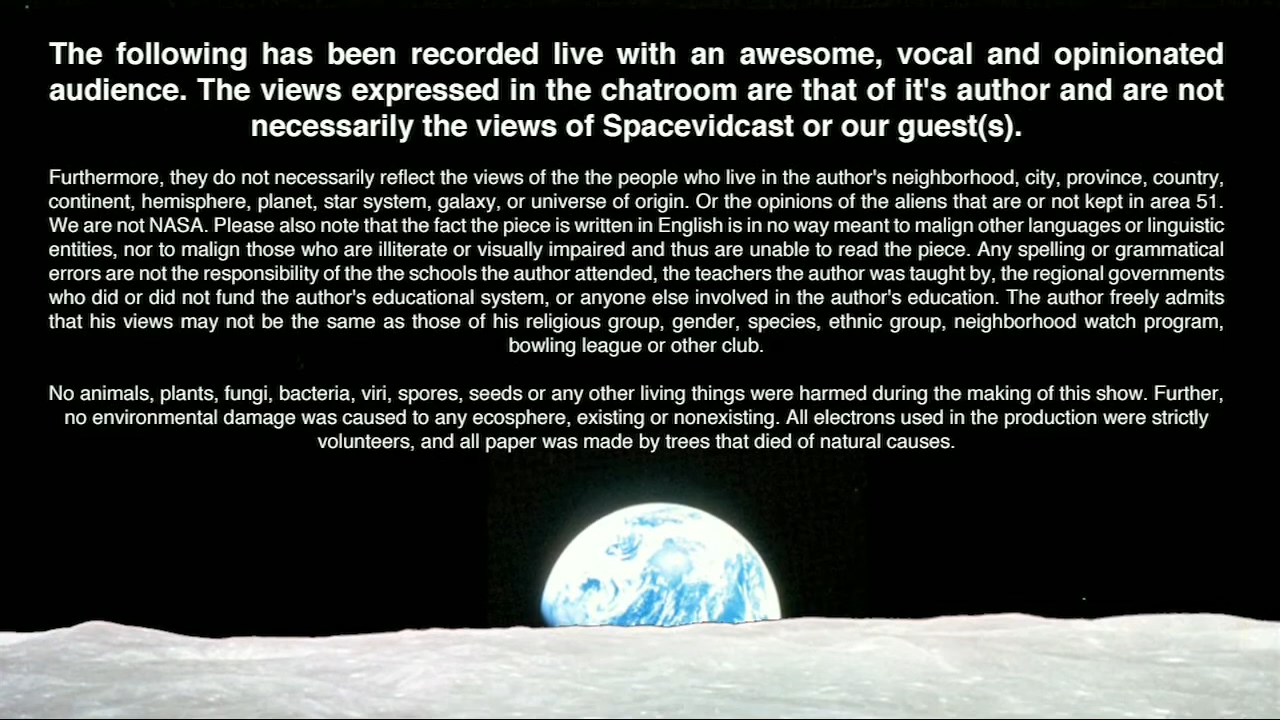 The following has been recorded live with an awesome, vocal and opinionated
audience. The views expressed in the chatroom are that of it's author and are not
necessarily the views of Spacevidcast or our guest(s).
Furthermore, they do not necessarily reflect the views of the the people who live in the author's neighborhood, city, province, country,
continent, hemisphere, planet, star system, galaxy, or universe of origin. Or the opinions of the aliens that are or not kept in area 51.
We are not NASA. Please also note that the fact the piece is written in English is in no way meant to malign other languages or linguistic
entities, nor to malign those who are illiterate or visually impaired and thus are unable to read the piece. Any spelling or grammatical
errors are not the responsibility of the the schools the author attended, the teachers the author was taught by, the regional governments
who did or did not fund the author's educational system, or anyone else involved in the author's education. The author freely admits
that his views may not be the same as those of his religious group, gender, species, ethnic group, neighborhood watch program,
bowling league or other club.
No animals, plants, fungi, bacteria, viri, spores, seeds or any other living things were harmed during the making of this show. Further,
no environmental damage was caused to any ecosphere, existing or nonexisting. All electrons used in the production were strictly
volunteers, and all paper was made by trees that died of natural causes.